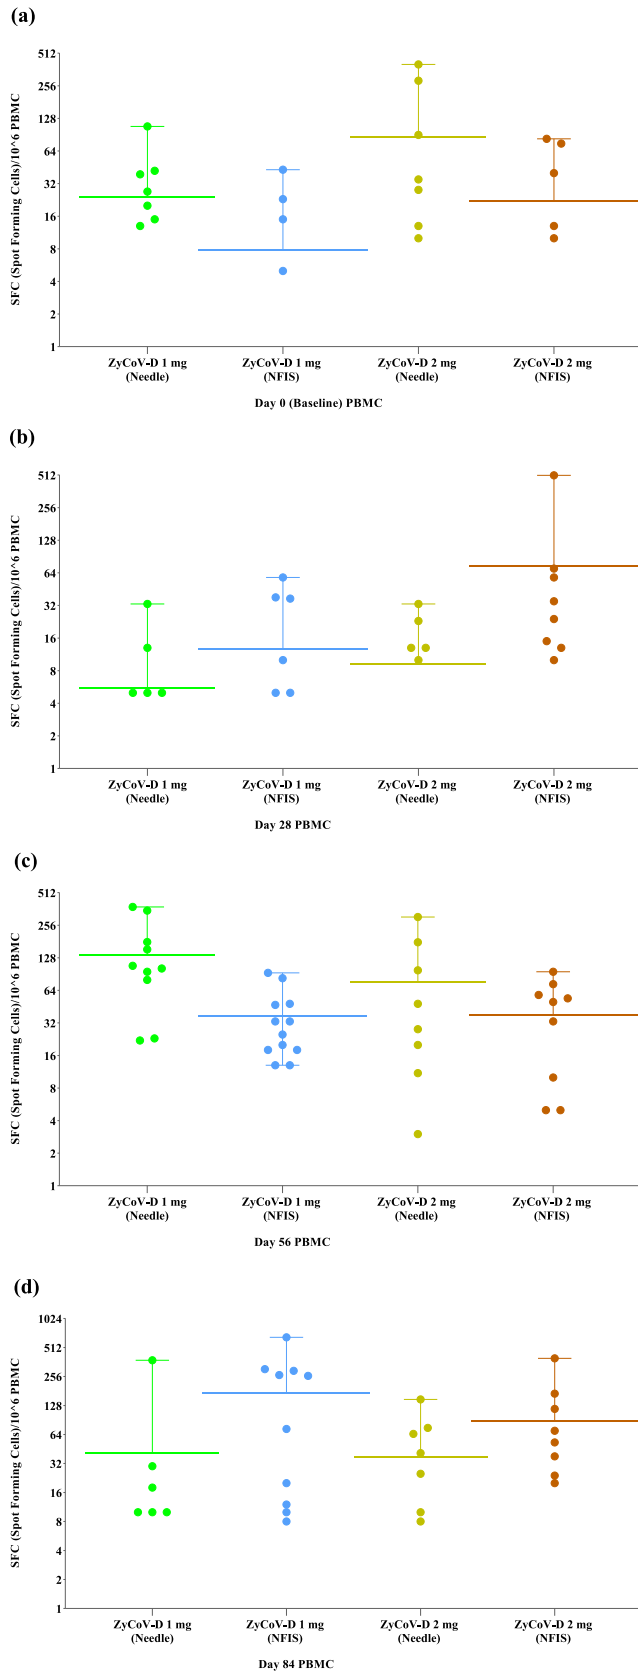 (a)
SFC (Spot Forming Cells)/10^6 PBMC
512
256
128
64
32
16
8
4
2
1
ZyCoV-D 1 mg ZyCoV-D 1 mg ZyCoV-D 2 mg ZyCoV-D 2 mg
(Needle) (NFIS) (Needle) (NFIS)
Day 0 (Baseline) PBMC
(b)
SFC (Spot Forming Cells)/10^6 PBMC
512
256
128
64
32
16
8
4
2
1
ZyCoV-D 1 mg ZyCoV-D 1 mg ZyCoV-D 2 mg ZyCoV-D 2 mg
(Needle) (NFIS) (Needle) (NFIS)
Day 28 PBMC
(c)
SFC (Spot Forming Cells)/10^6 PBMC
512
256
128
64
32
16
8
4
2
1
ZyCoV-D 1 mg ZyCoV-D 1 mg ZyCoV-D 2 mg ZyCoV-D 2 mg
(Needle) (NFIS) (Needle) (NFIS)
Day 56 PBMC
(d)
SFC (Spot Forming Cells)/10^6 PBMC
1024
512
256
128
64
32
16
8
4
2
1
ZyCoV-D 1 mg ZyCoV-D 1 mg ZyCoV-D 2 mg ZyCoV-D 2 mg
(Needle) (NFIS) (Needle) (NFIS)
Day 84 PBMC